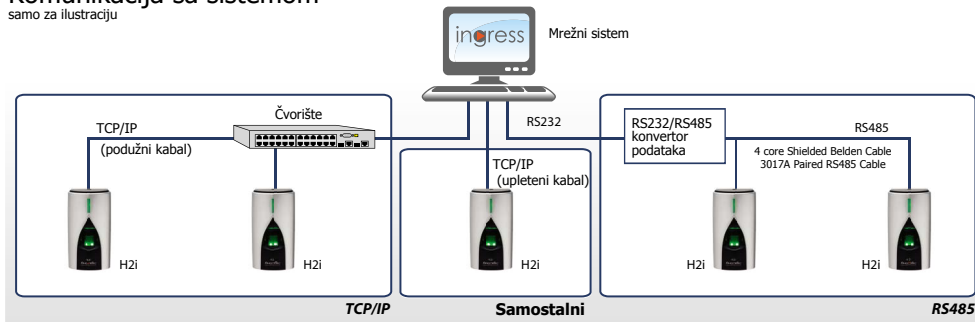 Komunikacija sa sistemom
samo za ilustraciju
ingress
Mrežni sistem
Čvorište
TCP/IP
(podužni kabal)
RS232
RS232/RS485
konvertor
podataka
RS485
4 core Shielded Belden Cable
3017A Paired RS485 Cable
TCP/IP
(upleteni kabal)
H2i
H2i
H2i
H2i
H2i
TCP/IP
Samostalni
RS485